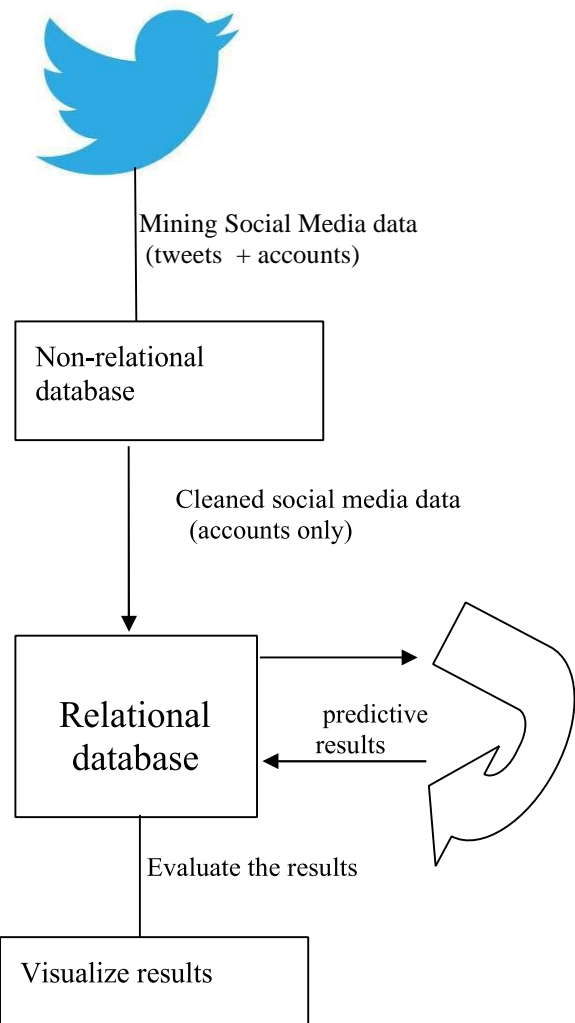 Mining Social Media data
(tweets + accounts)
Non-relational
database
Cleaned social media data
(accounts only)
Relational
database
predictive
results
Evaluate the results
Visualize results